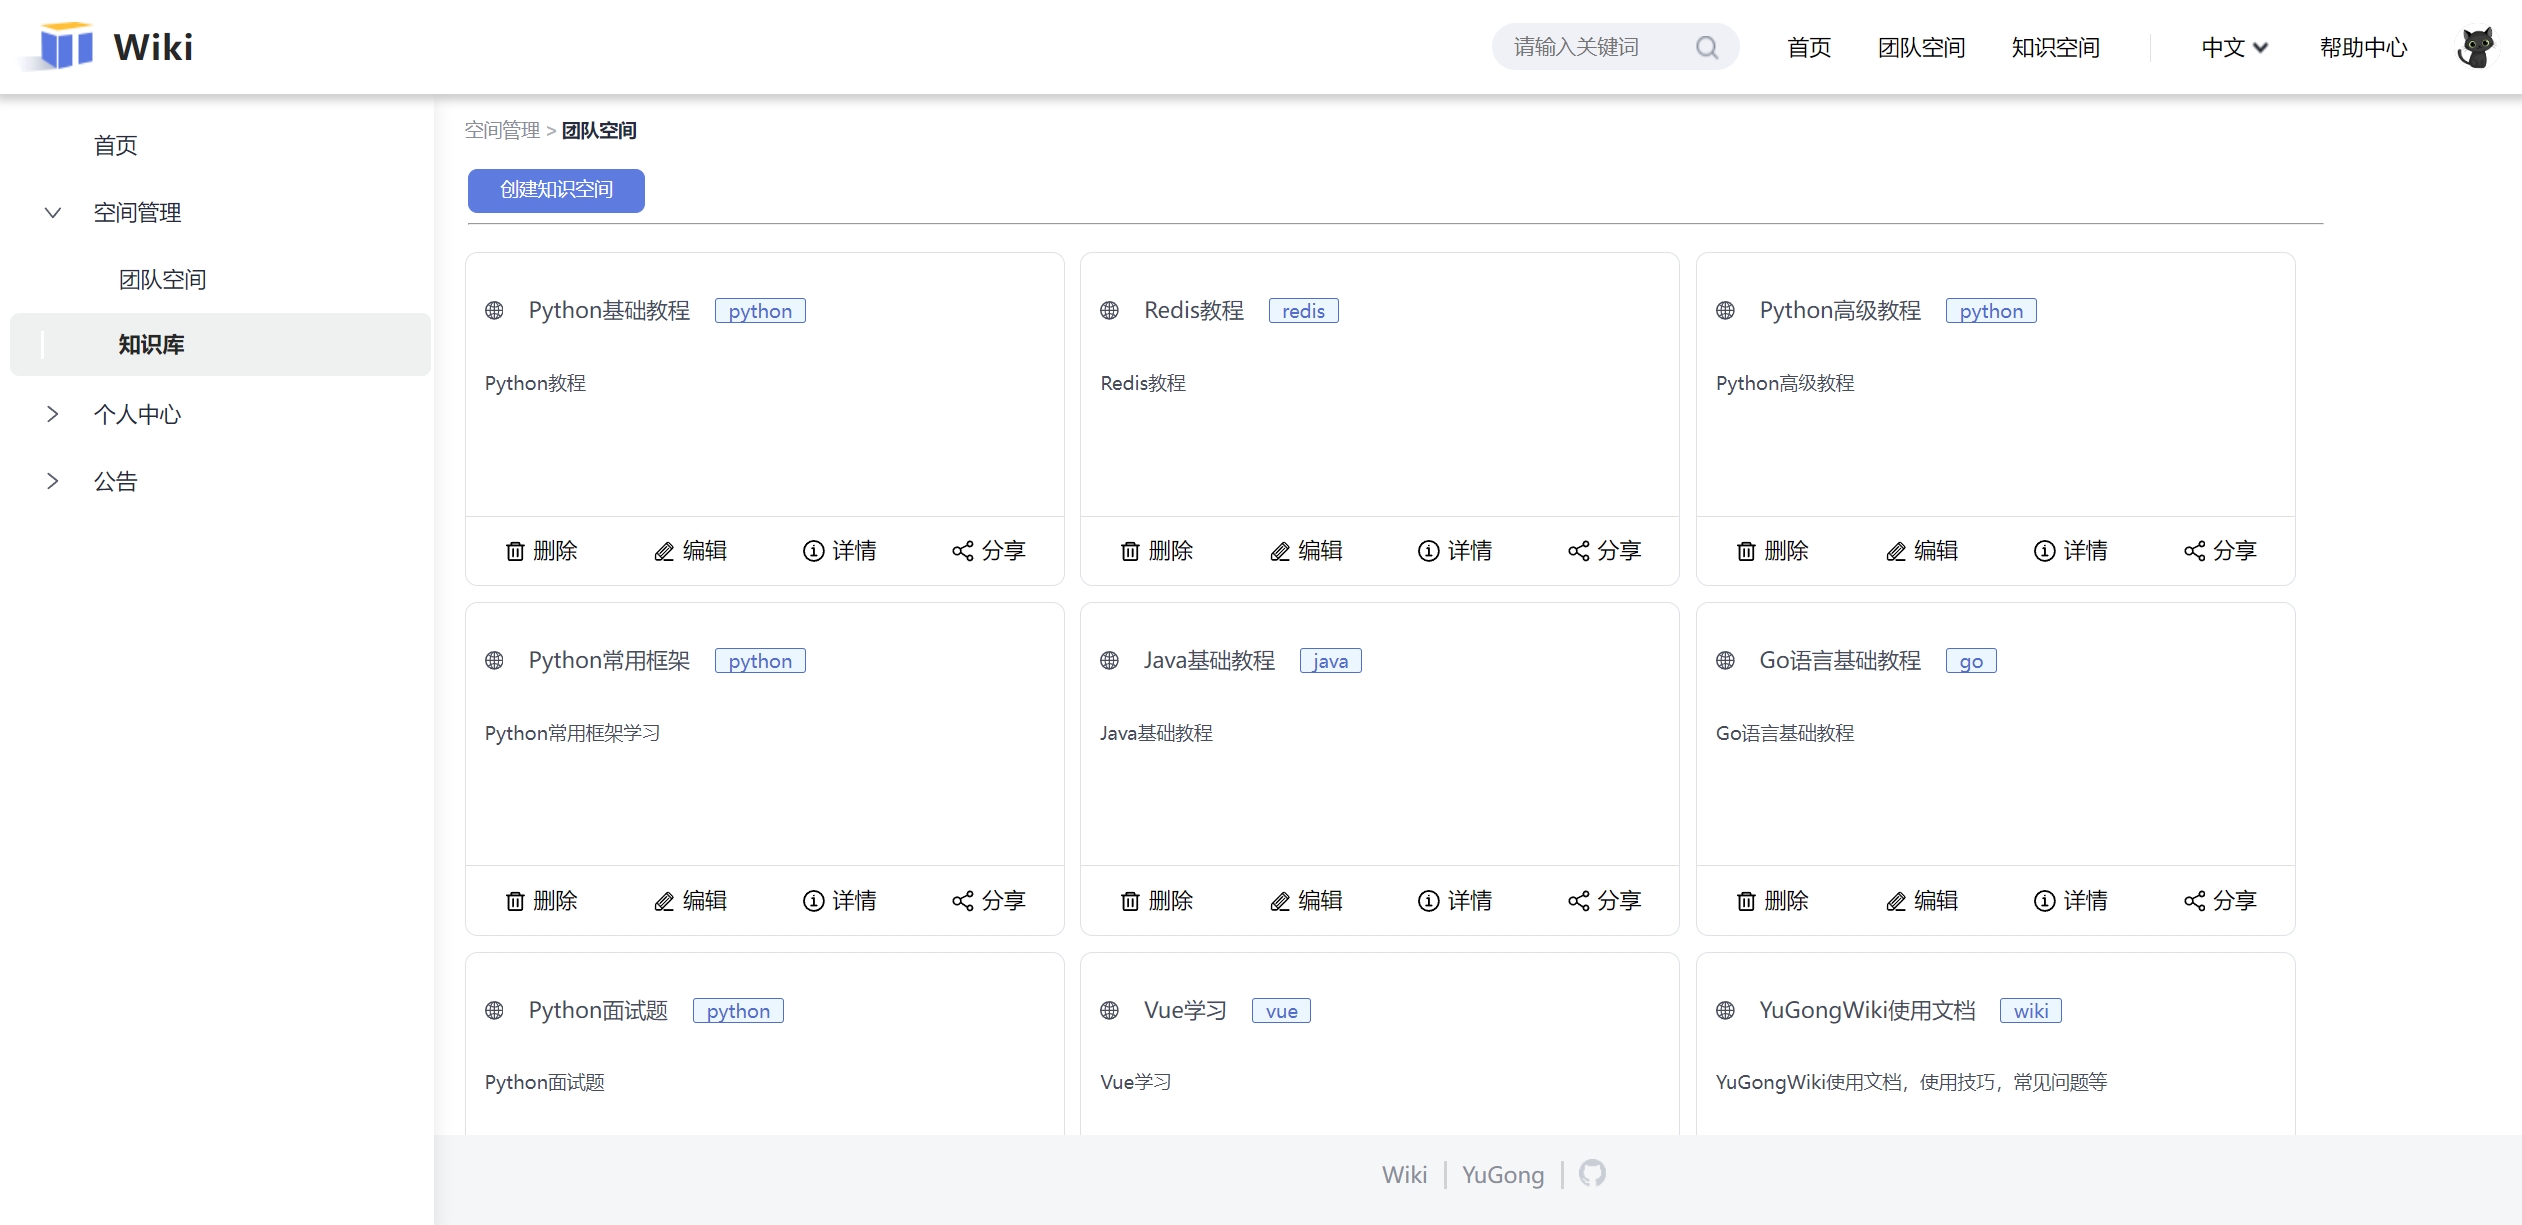 Wiki
请输入关键词
首页
团队空间
知识空间
中文
帮助中心
首页
空间管理
团队空间
知识库
个人中心
公告
空间管理 > 团队空间
创建知识空间
Python基础教程 python
Python教程
删除 编辑 详情 分享
Redis教程 redis
Redis教程
删除 编辑 详情 分享
Python高级教程 python
Python高级教程
删除 编辑 详情 分享
Python常用框架 python
Python常用框架学习
删除 编辑 详情 分享
Java基础教程 java
Java基础教程
删除 编辑 详情 分享
Go语言基础教程 go
Go语言基础教程
删除 编辑 详情 分享
Python面试题 python
Python面试题
Vue学习 vue
Vue学习
YuGongWiki使用文档 wiki
YuGongWiki使用文档，使用技巧，常见问题等
Wiki | YuGong |